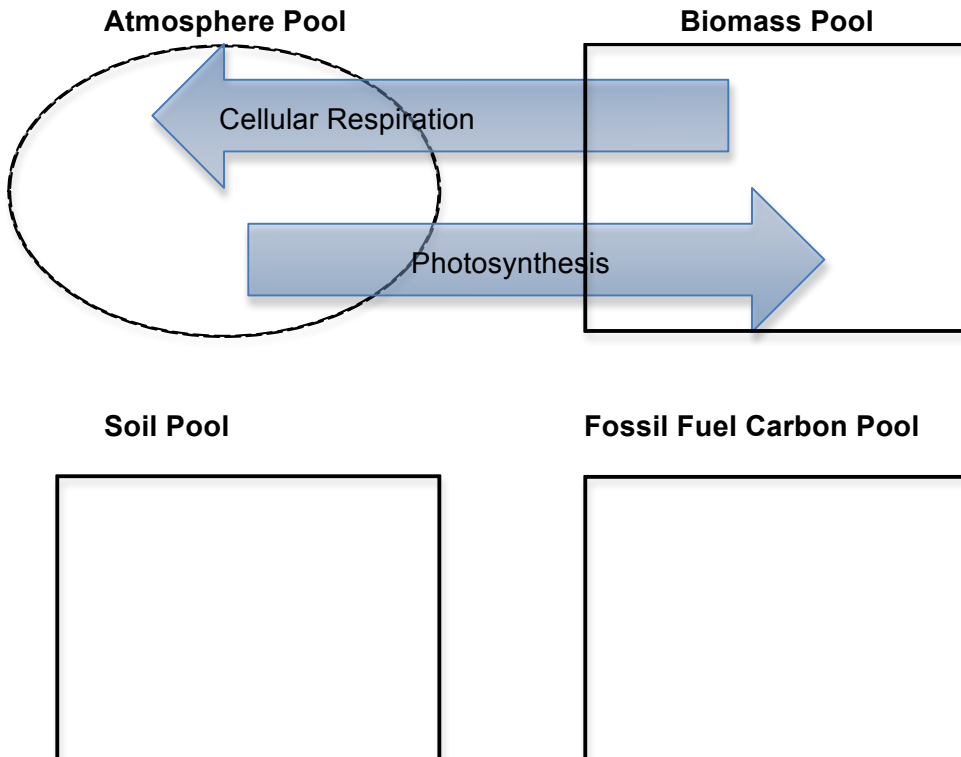 Atmosphere Pool
Biomass Pool
Cellular Respiration
Photosynthesis
Soil Pool
Fossil Fuel Carbon Pool